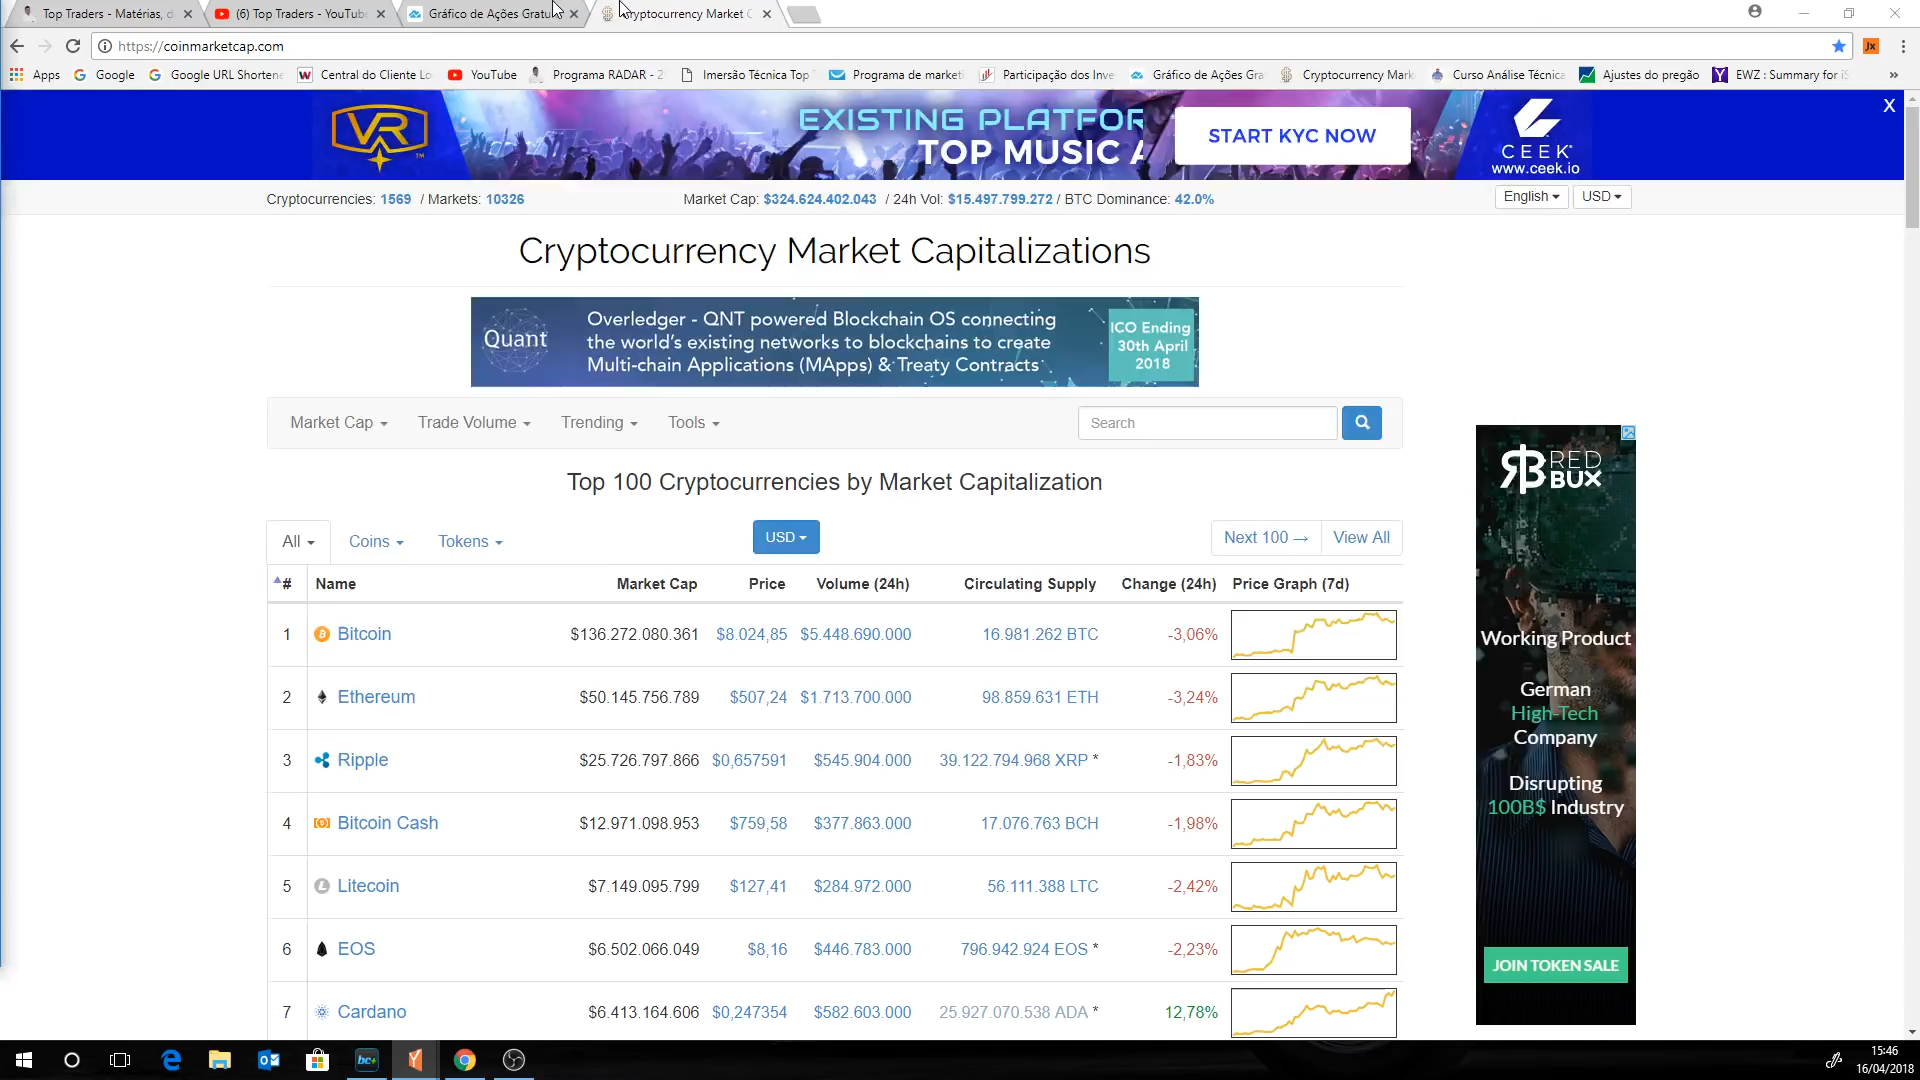 Top Traders - Matérias, d
(6) Top Traders - YouTube
Gráfico de Ações Gratu
Cryptocurrency Market C
https://coinmarketcap.com
Jx
Apps
Google
Google URL Shortene
Central do Cliente Lo
YouTube
Programa RADAR - 2
Imersão Técnica Top
Programa de market
Participação dos Inve
Gráfico de Ações Gra
Cryptocurrency Mark
Curso Análise Técnica
Ajustes do pregão
EWZ : Summary for iS
»
VR
EXISTING PLATFOR
TOP MUSIC A
START KYC NOW
CEEK
www.ceek.io
X
Cryptocurrencies: 1569 / Markets: 10326
Market Cap: $324.624.402.043 / 24h Vol: $15.497.799.272 / BTC Dominance: 42.0%
English
USD
Cryptocurrency Market Capitalizations
Quant
Overledger - QNT powered Blockchain OS connecting
the world's existing networks to blockchains to create
Multi-chain Applications (MApps) & Treaty Contracts
ICO Ending
30th April
2018
Market Cap
Trade Volume
Trending
Tools
Search
Top 100 Cryptocurrencies by Market Capitalization
All
Coins
Tokens
USD
Next 100 →
View All
# Name Market Cap Price Volume (24h) Circulating Supply Change (24h) Price Graph (7d)
1 Bitcoin $136.272.080.361 $8.024,85 $5.448.690.000 16.981.262 BTC -3,06%
2 Ethereum $50.145.756.789 $507,24 $1.713.700.000 98.859.631 ETH -3,24%
3 Ripple $25.726.797.866 $0,657591 $545.904.000 39.122.794.968 XRP * -1,83%
4 Bitcoin Cash $12.971.098.953 $759,58 $377.863.000 17.076.763 BCH -1,98%
5 Litecoin $7.149.095.799 $127,41 $284.972.000 56.111.388 LTC -2,42%
6 EOS $6.502.066.049 $8,16 $446.783.000 796.942.924 EOS * -2,23%
7 Cardano $6.413.164.606 $0,247354 $582.603.000 25.927.070.538 ADA * 12,78%
RED
BUX
Working Product
German
High-Tech
Company
Disrupting
100B$ Industry
JOIN TOKEN SALE
bc+
15:46
16/04/2018